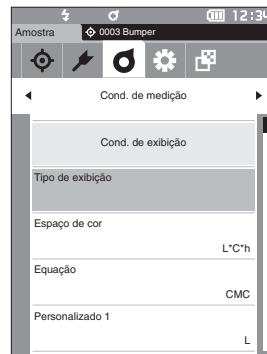 12:34
Amostra
0003 Bumper
Cond. de medição
Cond. de exibição
Tipo de exibição
Espaço de cor
L*C*h
Equação
CMC
Personalizado 1
L